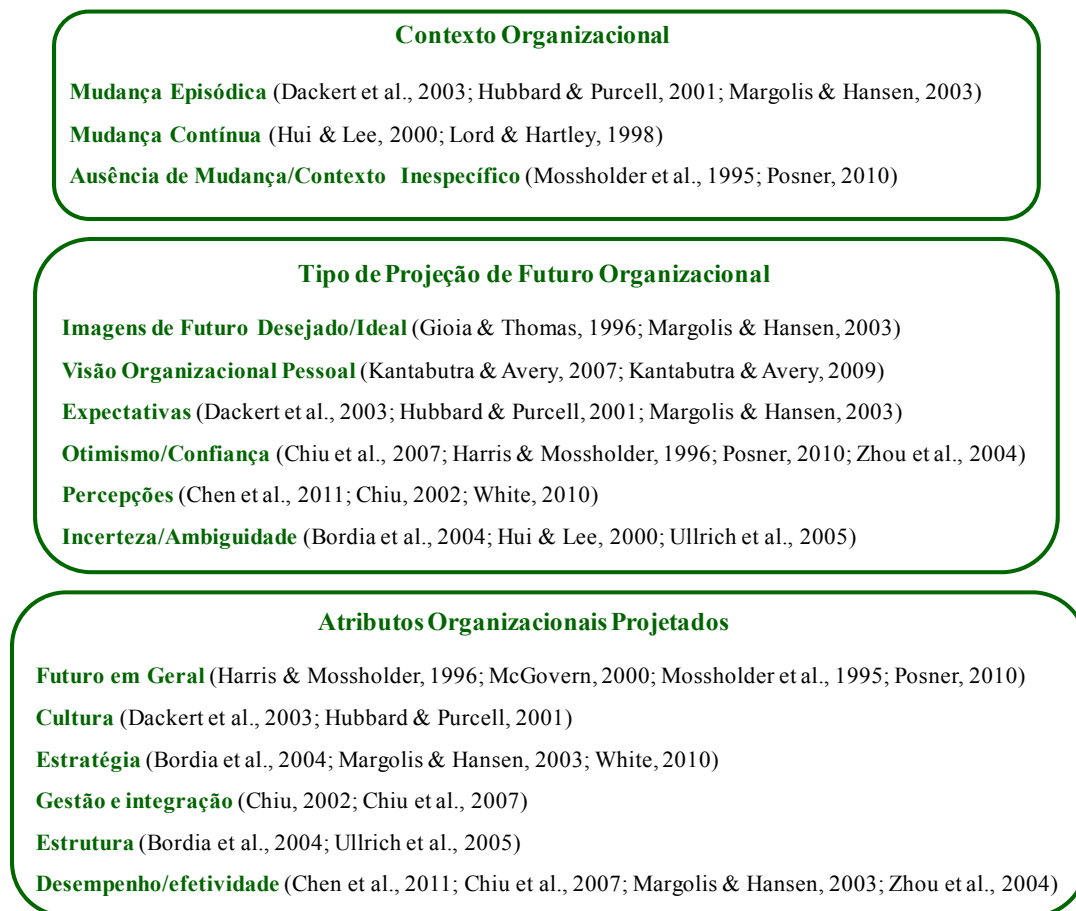 Contexto Organizacional
Mudança Episódica (Dackert et al., 2003; Hubbard & Purcell, 2001; Margolis & Hansen, 2003)
Mudança Contínua (Hui & Lee, 2000; Lord & Hartley, 1998)
Ausência de Mudança/Contexto Inespecífico (Mossholder et al., 1995; Posner, 2010)
Tipo de Projeção de Futuro Organizacional
Imagens de Futuro Desejado/Ideal (Gioia & Thomas, 1996; Margolis & Hansen, 2003)
Visão Organizacional Pessoal (Kantabutra & Avery, 2007; Kantabutra & Avery, 2009)
Expectativas (Dackert et al., 2003; Hubbard & Purcell, 2001; Margolis & Hansen, 2003)
Otimismo/Confiança (Chiu et al., 2007; Harris & Mossholder, 1996; Posner, 2010; Zhou et al., 2004)
Percepções (Chen et al., 2011; Chiu, 2002; White, 2010)
Incerteza/Ambiguidade (Bordia et al., 2004; Hui & Lee, 2000; Ullrich et al., 2005)
Atributos Organizacionais Projetados
Futuro em Geral (Harris & Mossholder, 1996; McGovern, 2000; Mossholder et al., 1995; Posner, 2010)
Cultura (Dackert et al., 2003; Hubbard & Purcell, 2001)
Estratégia (Bordia et al., 2004; Margolis & Hansen, 2003; White, 2010)
Gestão e integração (Chiu, 2002; Chiu et al., 2007)
Estrutura (Bordia et al., 2004; Ullrich et al., 2005)
Desempenho/efetividade (Chen et al., 2011; Chiu et al., 2007; Margolis & Hansen, 2003; Zhou et al., 2004)